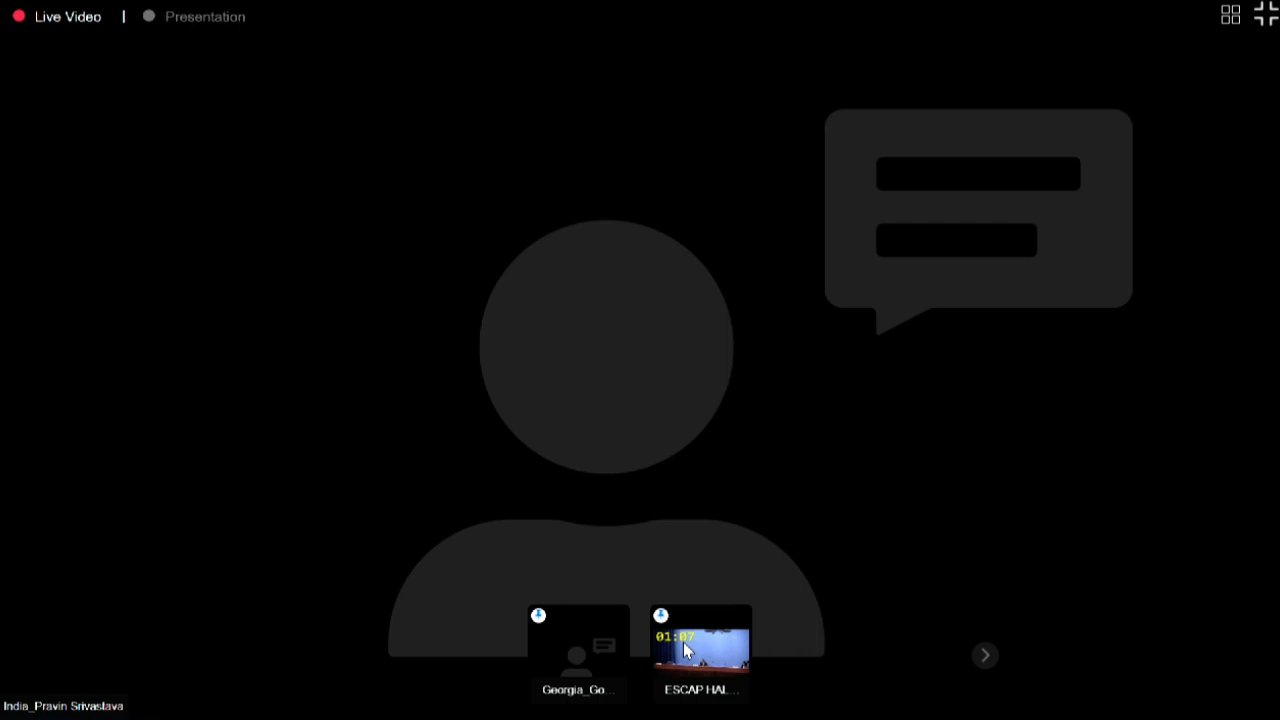 Live Video | Presentation
01:07
Georgia_Go...
ESCAP HAL...
India_Pravin Srivastava